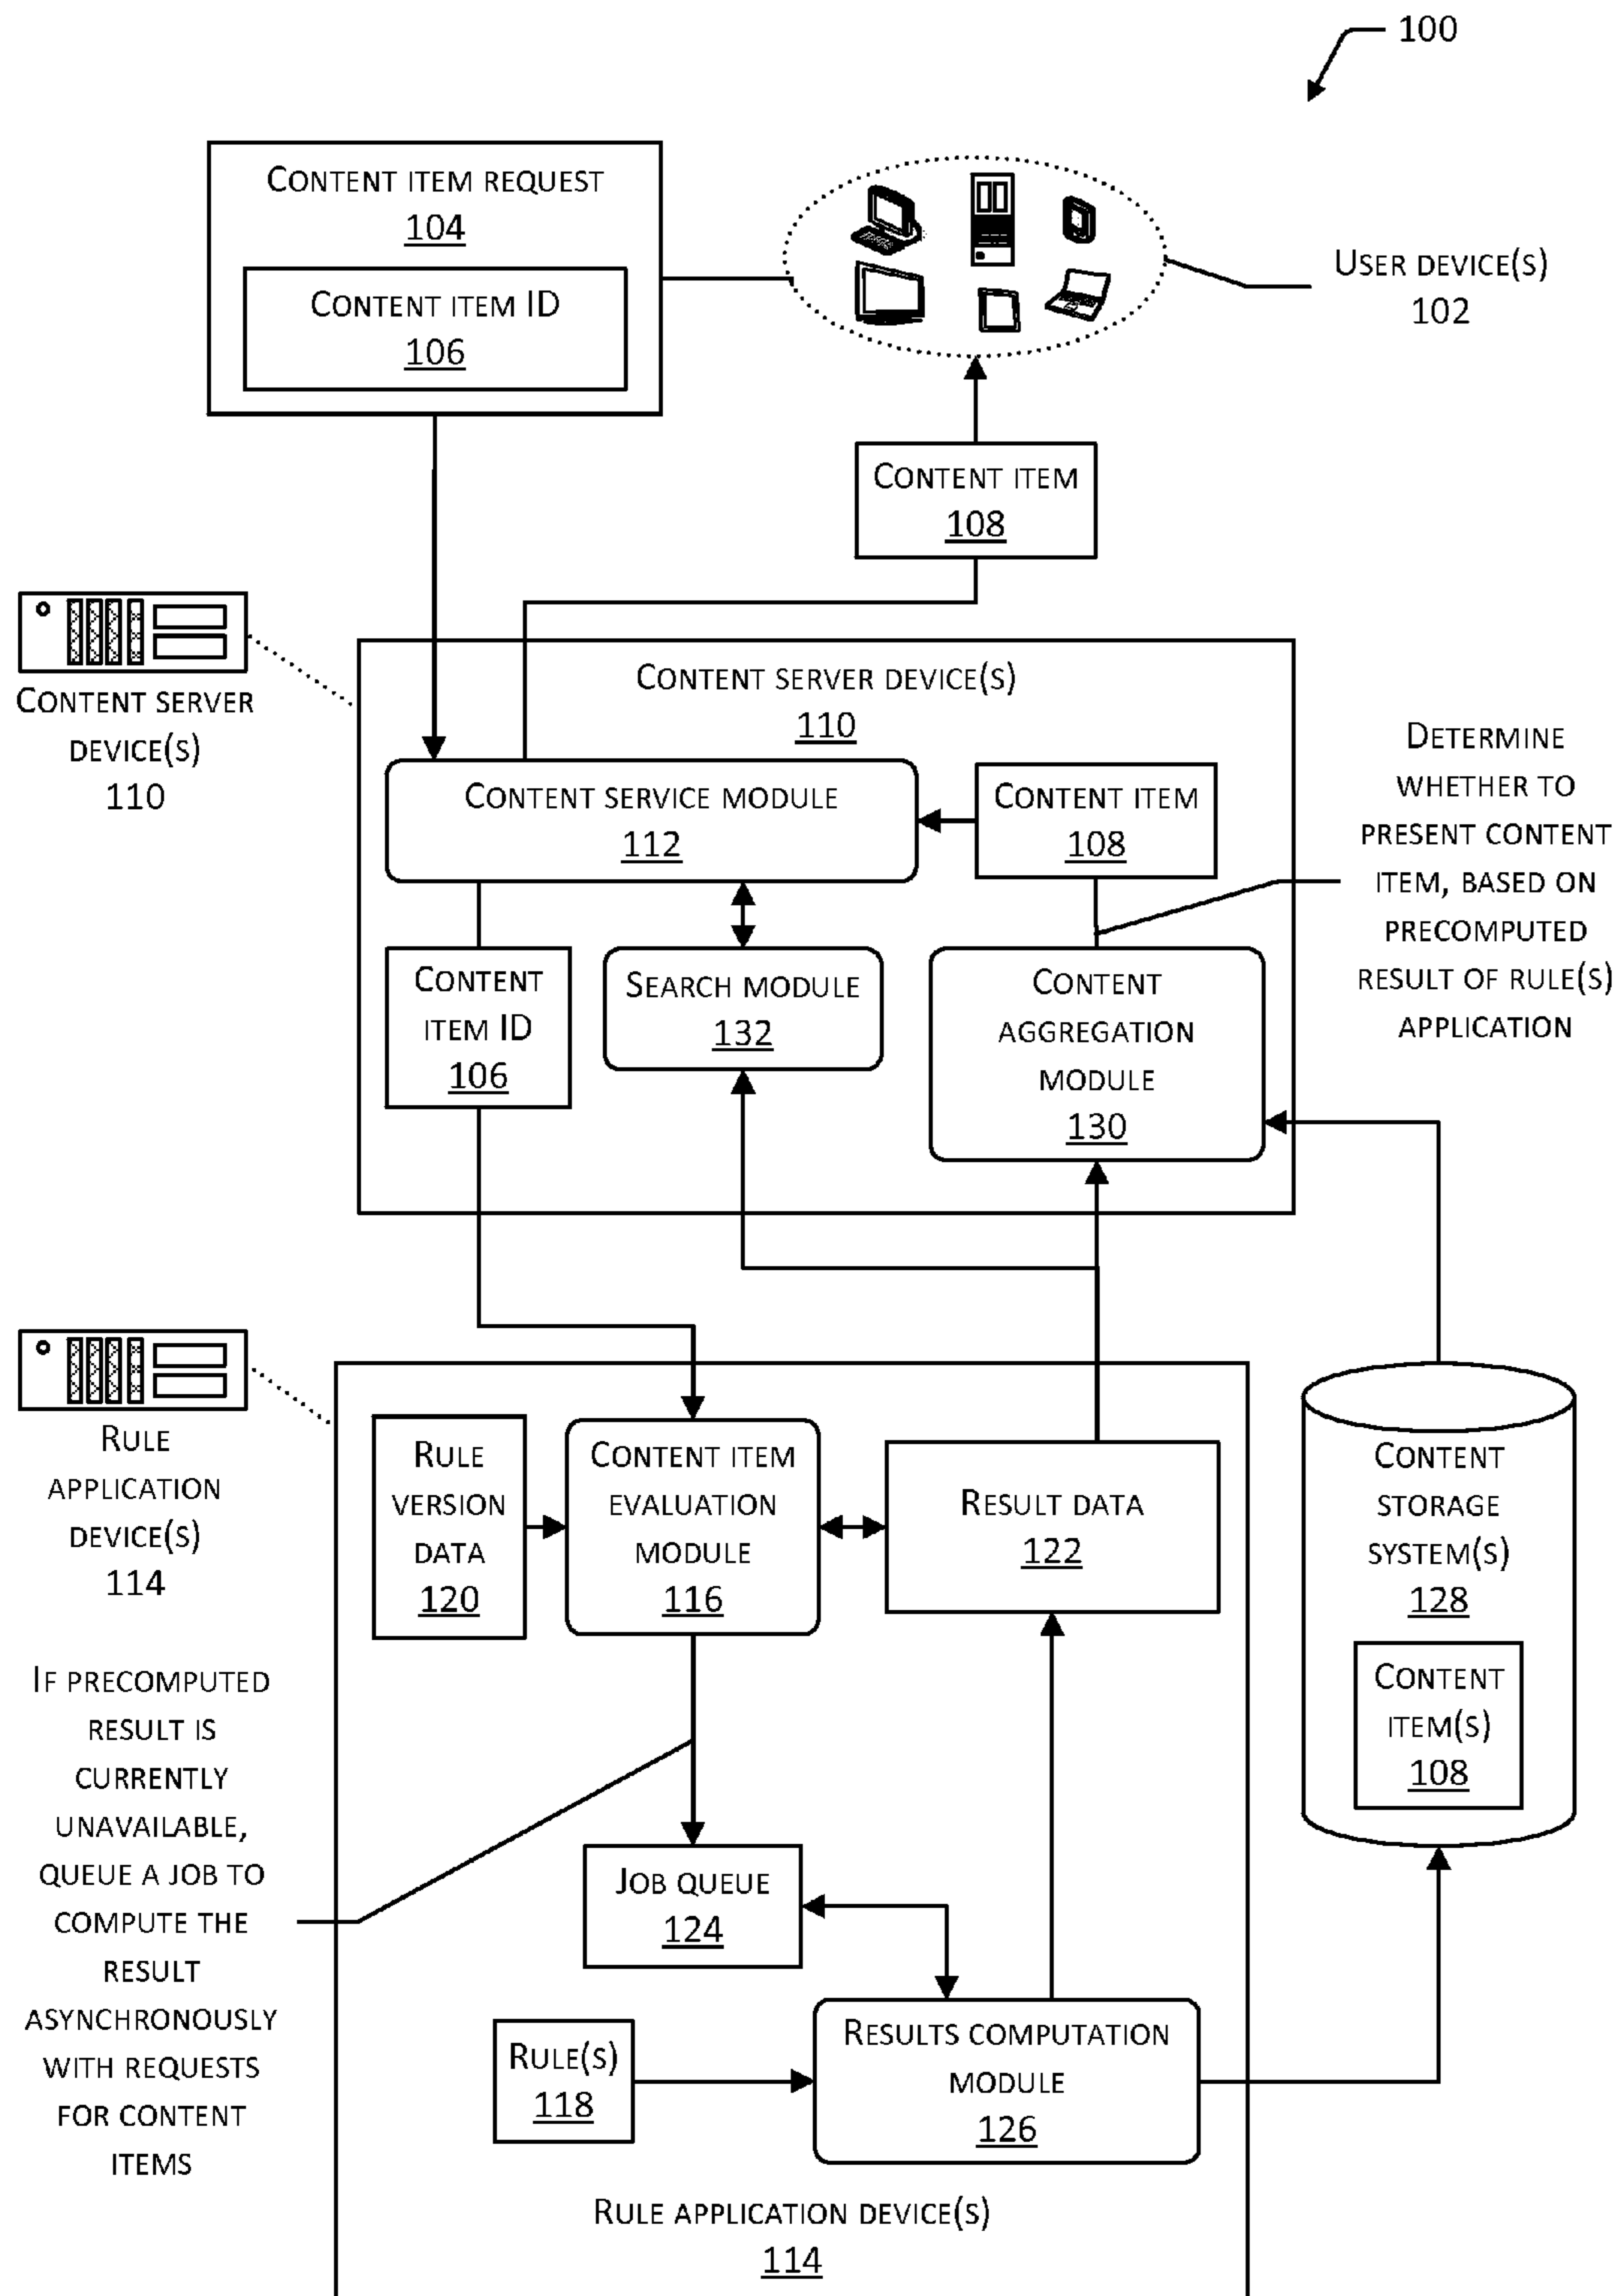 100
Content item request
104
Content item ID
106
User device(s)
102
Content item
108
Content server
device(s)
110
Content server device(s)
110
Content service module
112
Content item
108
Determine
whether to
present content
item, based on
precomputed
result of rule(s)
application
Content
item ID
106
Search module
132
Content
aggregation
module
130
Rule
application
device(s)
114
Rule
version
data
120
Content item
evaluation
module
116
Result data
122
Content
storage
system(s)
128
Content
item(s)
108
If precomputed
result is
currently
unavailable,
queue a job to
compute the
result
asynchronously
with requests
for content
items
Job queue
124
Rule(s)
118
Results computation
module
126
Rule application device(s)
114